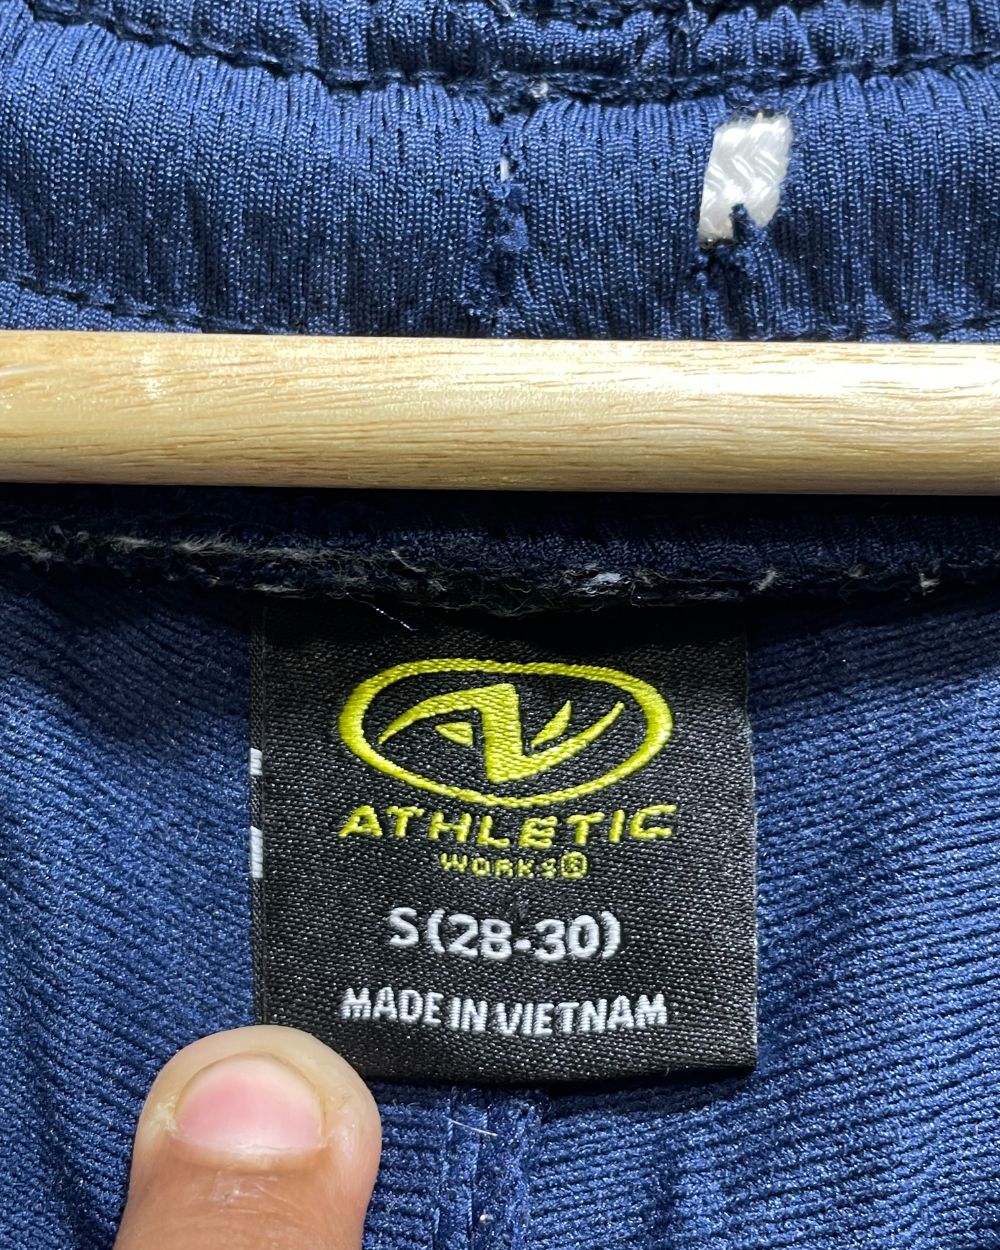 ATHLETIC
WORKS®
S(28-30)
MADE IN VIETNAM